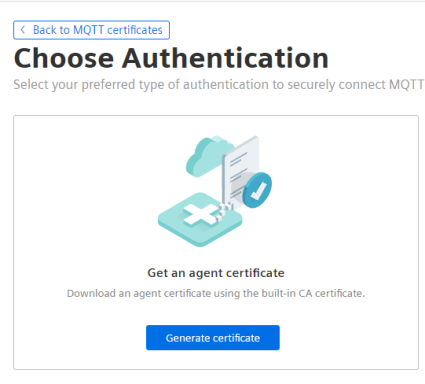 Back to MQTT certificates
Choose Authentication
Select your preferred type of authentication to securely connect MQTT
Get an agent certificate
Download an agent certificate using the built-in CA certificate.
Generate certificate